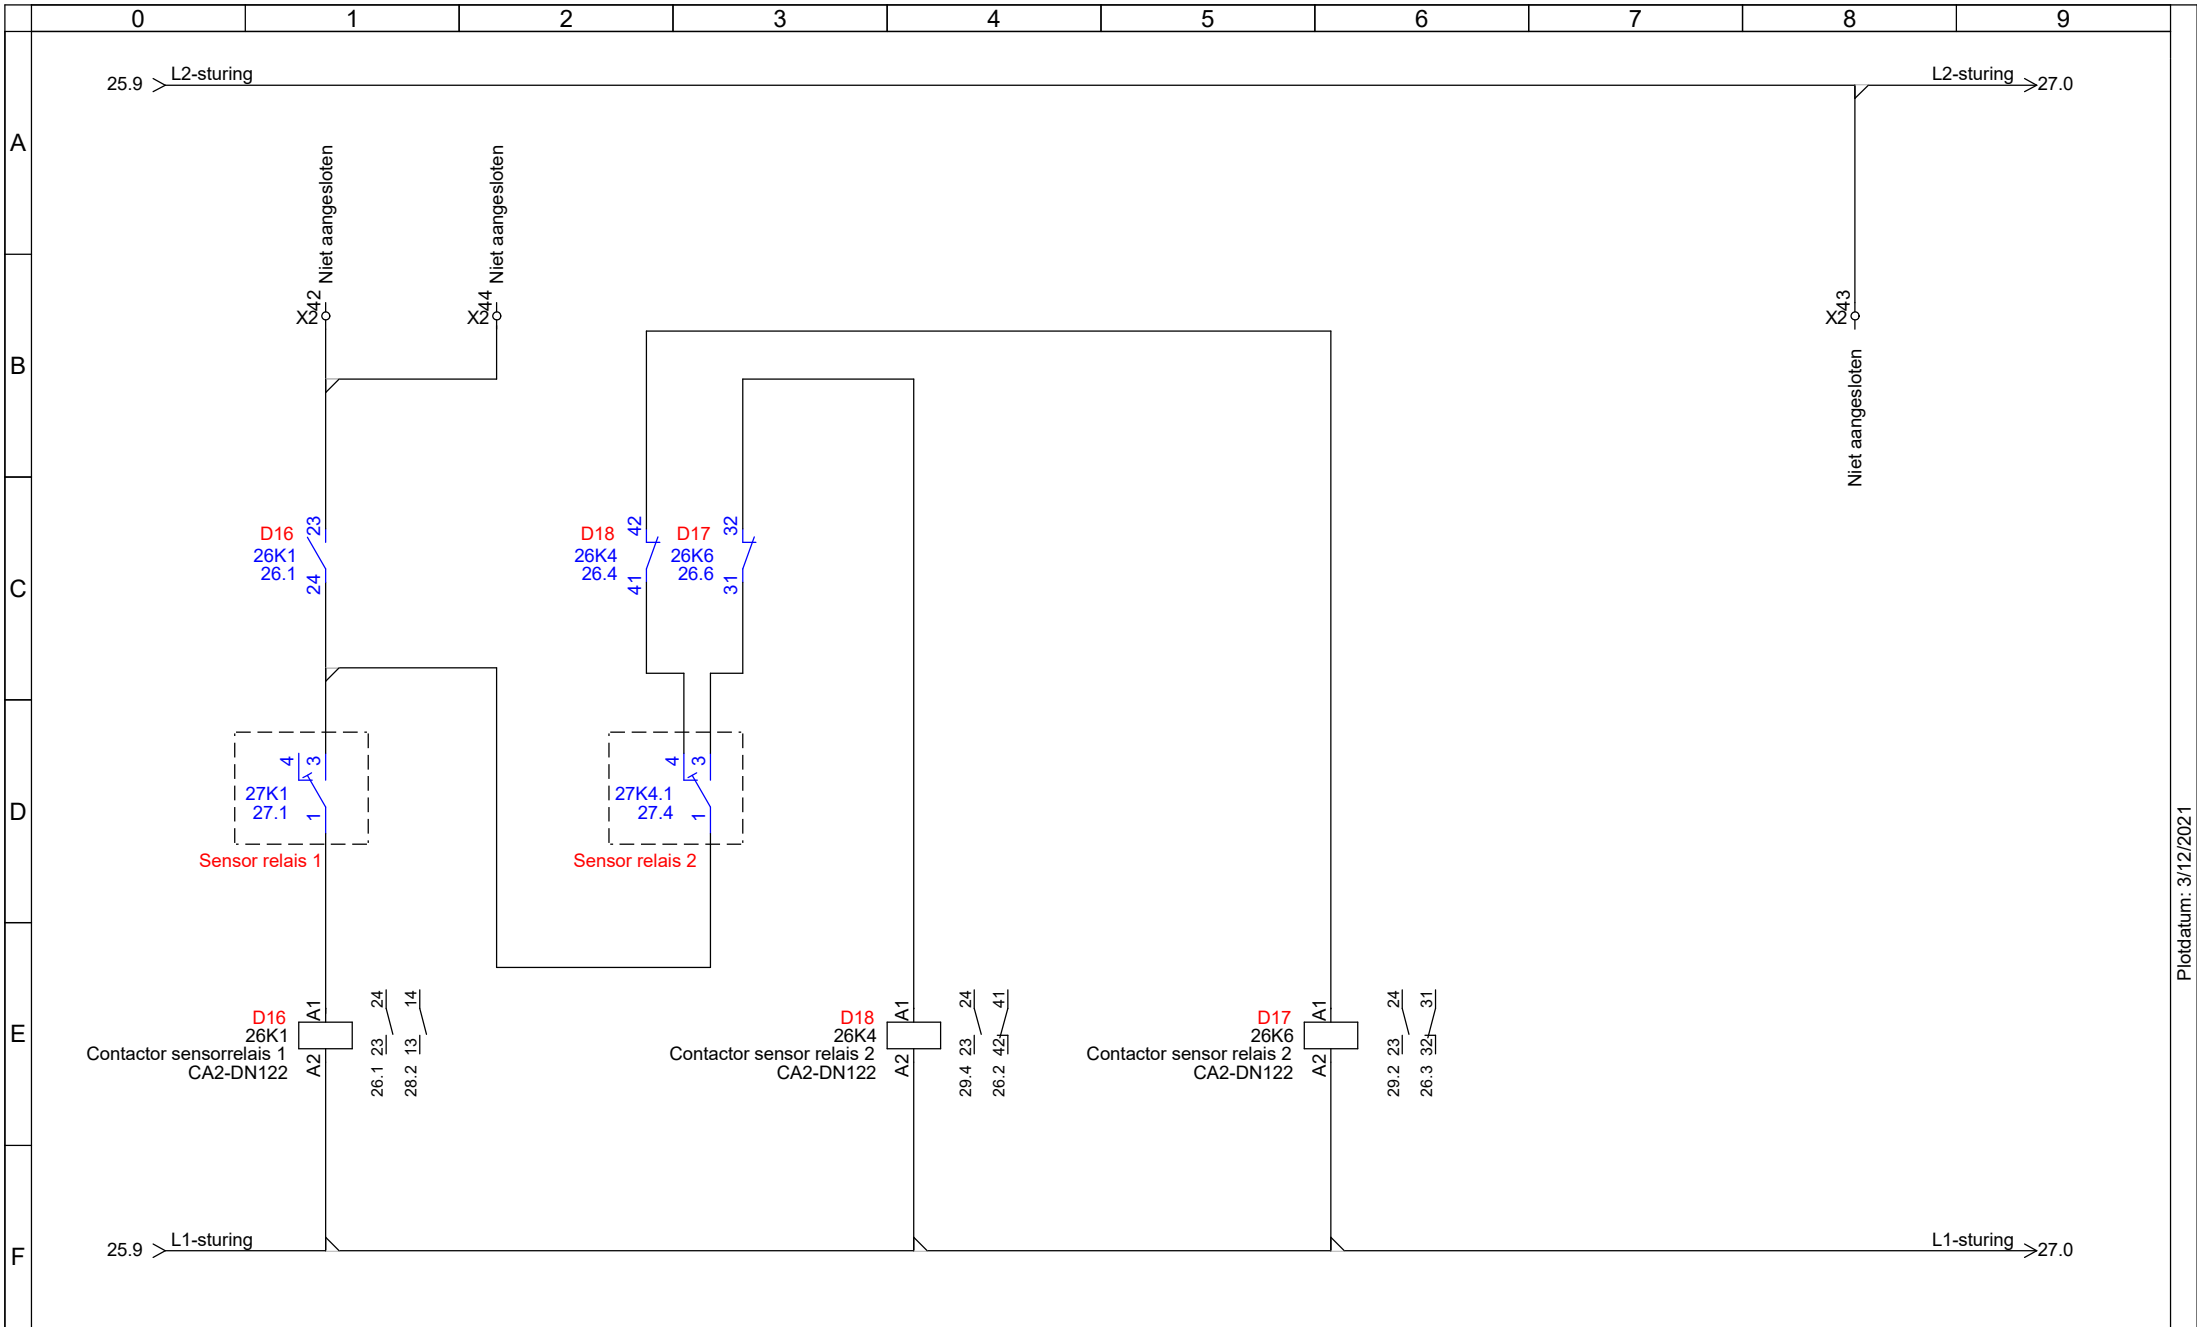 0 1 2 3 4 5 6 7 8 9
A
B
C
D
E
F
25.9 L2-sturing
L2-sturing 27.0
Niet aangesloten
Niet aangesloten
X2 42
X2 44
X2 43
Niet aangesloten
D16 23
26K1
26.1 24
D18 42
26K4
26.4 41
D17 32
26K6
26.6 31
4 3
27K1
27.1 1
Sensor relais 1
4 3
27K4.1
27.4 1
Sensor relais 2
D16 A1
26K1
Contactor sensorrelais 1
CA2-DN122 A2
24 14
23 13
26.1 28.2
D18 A1
26K4
Contactor sensor relais 2
CA2-DN122 A2
24 41
23 42
29.4 26.2
D17 A1
26K6
Contactor sensor relais 2
CA2-DN122 A2
24 31
23 32
29.2 26.3
25.9 L1-sturing
L1-sturing 27.0
Plotdatum: 3/12/2021